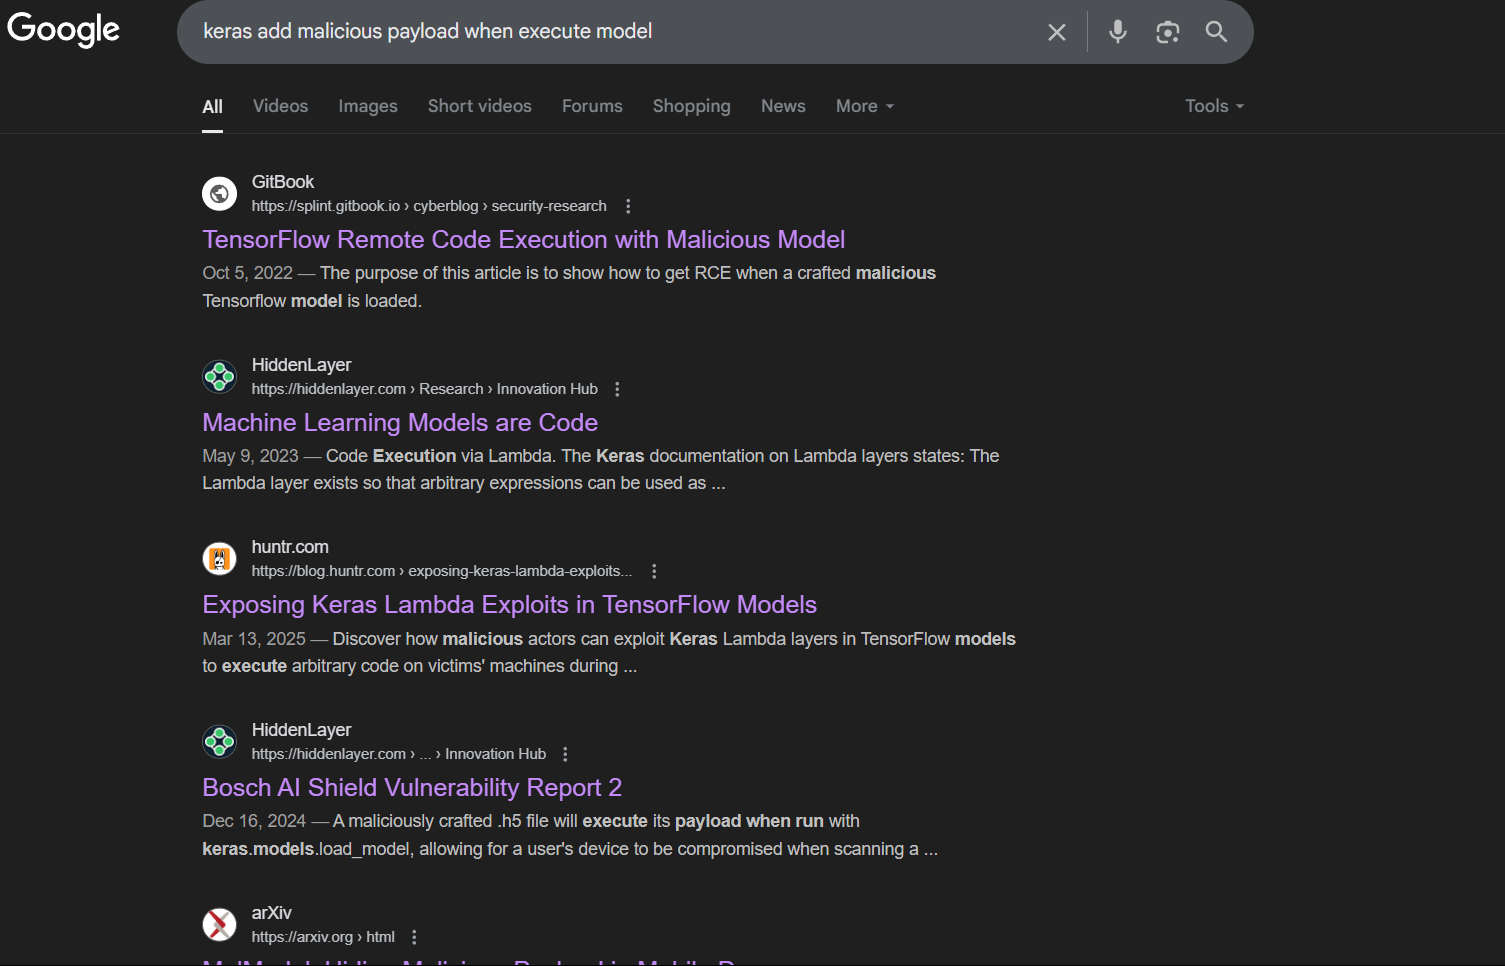 Google
keras add malicious payload when execute model
All Videos Images Short videos Forums Shopping News More Tools
GitBook
https://splint.gitbook.io › cyberblog › security-research
TensorFlow Remote Code Execution with Malicious Model
Oct 5, 2022 — The purpose of this article is to show how to get RCE when a crafted malicious
Tensorflow model is loaded.
HiddenLayer
https://hiddenlayer.com › Research › Innovation Hub
Machine Learning Models are Code
May 9, 2023 — Code Execution via Lambda. The Keras documentation on Lambda layers states: The
Lambda layer exists so that arbitrary expressions can be used as ...
huntr.com
https://blog.huntr.com › exposing-keras-lambda-exploits...
Exposing Keras Lambda Exploits in TensorFlow Models
Mar 13, 2025 — Discover how malicious actors can exploit Keras Lambda layers in TensorFlow models
to execute arbitrary code on victims' machines during ...
HiddenLayer
https://hiddenlayer.com › ... › Innovation Hub
Bosch AI Shield Vulnerability Report 2
Dec 16, 2024 — A maliciously crafted .h5 file will execute its payload when run with
keras.models.load_model, allowing for a user's device to be compromised when scanning a ...
arXiv
https://arxiv.org › html